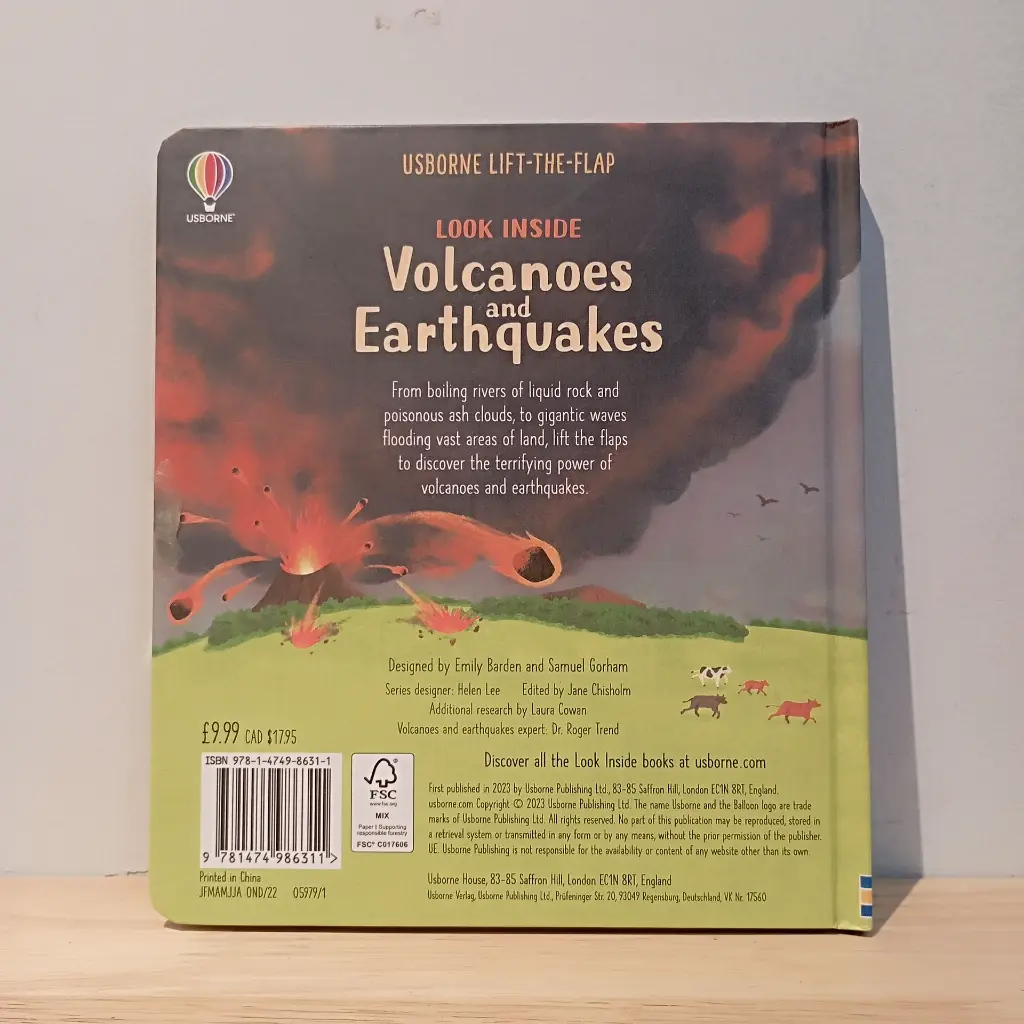 USBORNE LIFT-THE-FLAP
USBORNE
LOOK INSIDE
Volcanoes
and
Earthquakes
From boiling rivers of liquid rock and
poisonous ash clouds, to gigantic waves
flooding vast areas of land, lift the flaps
to discover the terrifying power of
volcanoes and earthquakes.
Designed by Emily Barden and Samuel Gorham
Series designer: Helen Lee Edited by Jane Chisholm
Additional research by Laura Cowan
Volcanoes and earthquakes expert: Dr. Roger Trend
£9.99 CAD $17.95
ISBN 978-1-4749-8631-1
9 781474 986311 >
FSC
www.fsc.org
MIX
Paper | Supporting
responsible forestry
FSC® C017606
Printed in China
JFMAMJJA OND/22 05979/1
Discover all the Look Inside books at usborne.com
First published in 2023 by Usborne Publishing Ltd., 83-85 Saffron Hill, London EC1N 8RT, England.
usborne.com Copyright © 2023 Usborne Publishing Ltd. The name Usborne and the Balloon logo are trade
marks of Usborne Publishing Ltd. All rights reserved. No part of this publication may be reproduced, stored in
a retrieval system or transmitted in any form or by any means, without the prior permission of the publisher.
UE. Usborne Publishing is not responsible for the availability or content of any website other than its own.
Usborne House, 83-85 Saffron Hill, London EC1N 8RT, England
Usborne Verlag, Usborne Publishing Ltd., Prüfeninger Str. 20, 93049 Regensburg, Deutschland, VK Nr. 17560